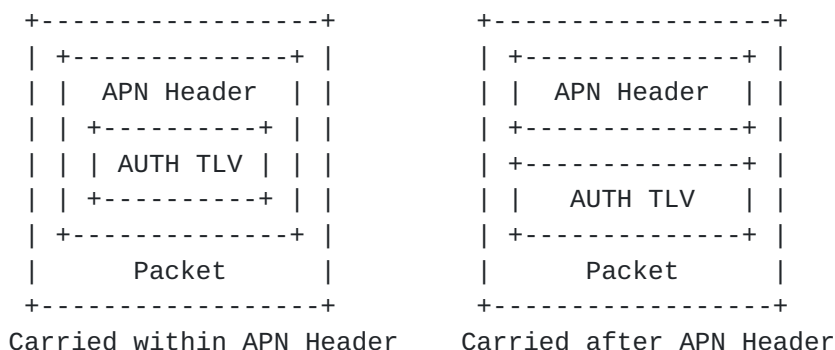 +-----------------+ +-----------------+
| +--------------+ | | +--------------+ |
| | APN Header | | | | APN Header | |
| | +----------+ | | | +--------------+ |
| | | AUTH TLV | | | | +--------------+ |
| | +----------+ | | | | AUTH TLV | |
| +--------------+ | | +--------------+ |
| Packet | | Packet |
+-----------------+ +-----------------+
Carried within APN Header Carried after APN Header